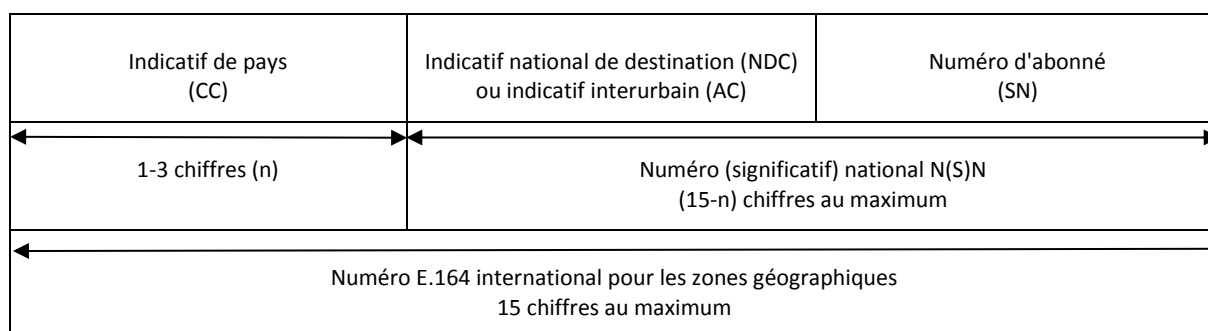 Indicatif de pays
(CC)
Indicatif national de destination (NDC)
ou indicatif interurbain (AC)
Numéro d'abonné
(SN)
1-3 chiffres (n)
Numéro (significatif) national N(S)N
(15-n) chiffres au maximum
Numéro E.164 international pour les zones géographiques
15 chiffres au maximum